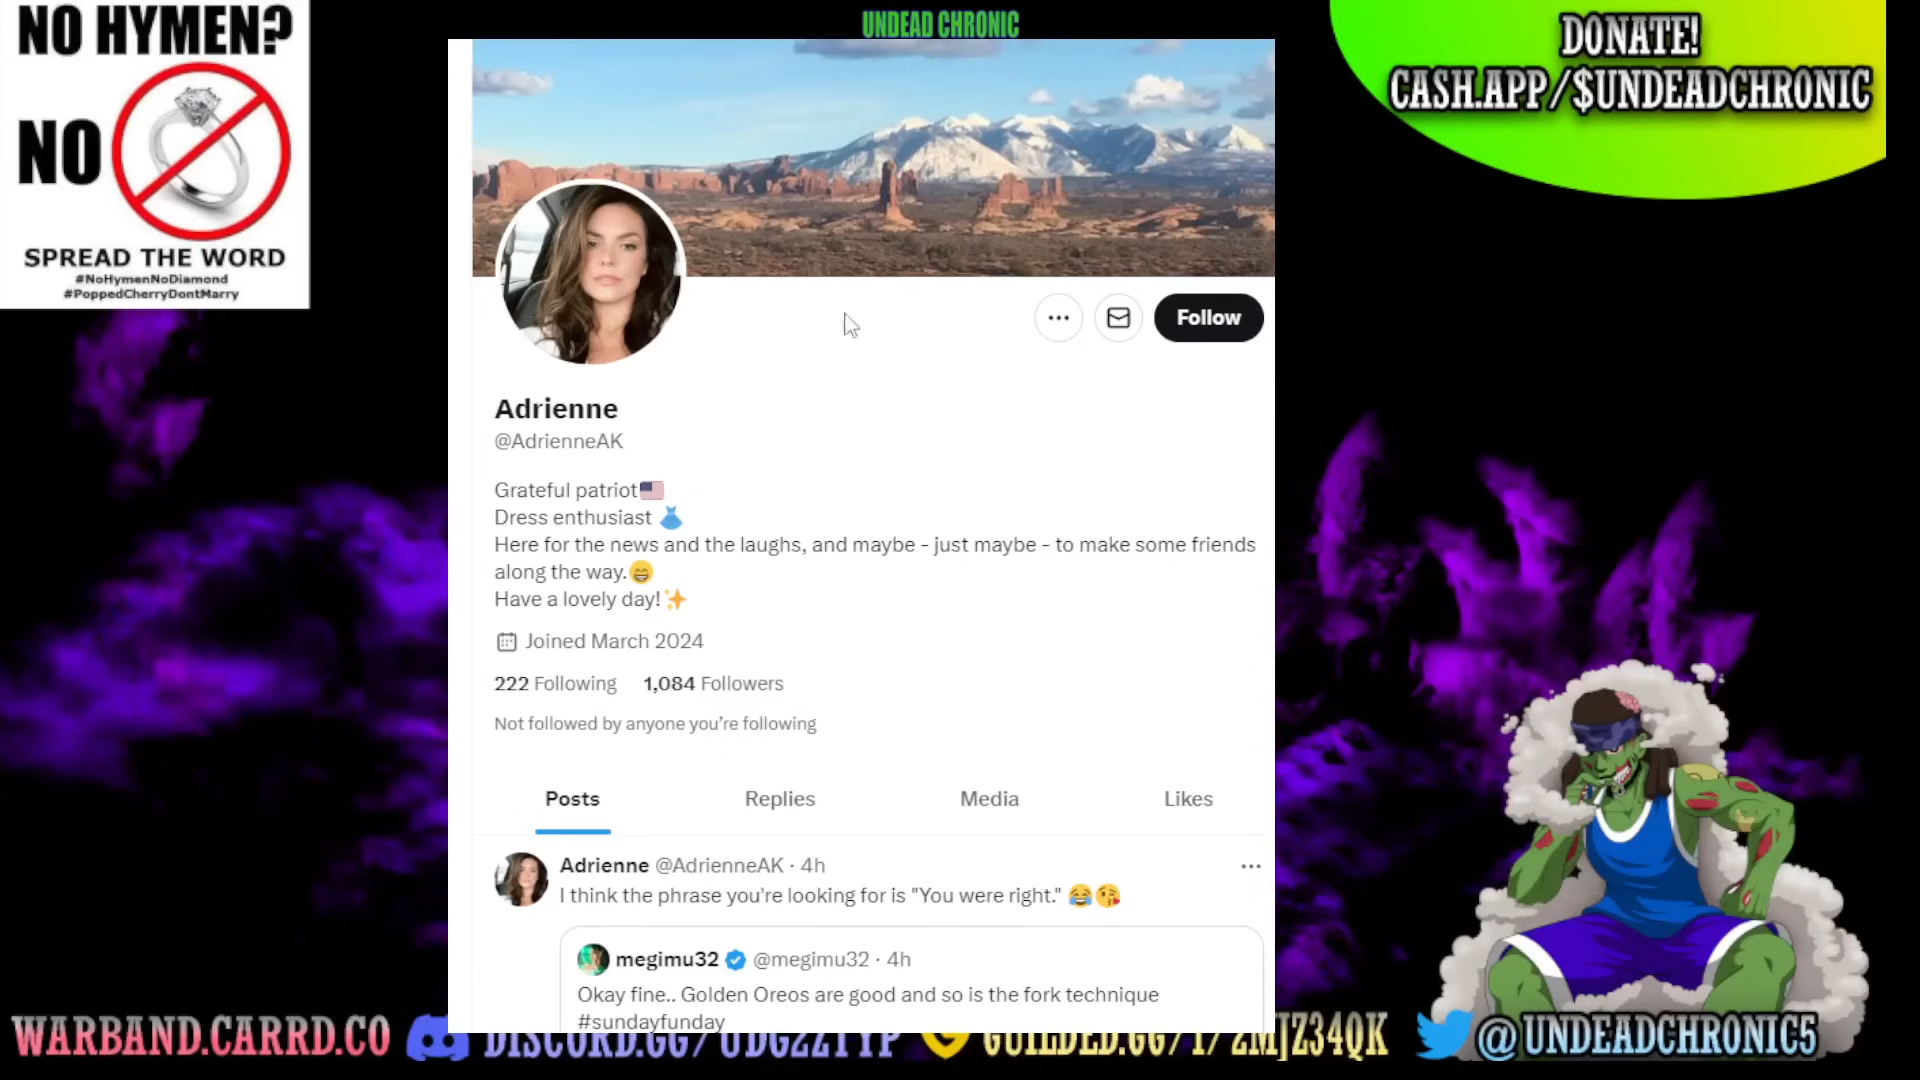 NO HYMEN?
NO
SPREAD THE WORD
#NoHymenNoDiamond
#PoppedCherryDontMarry
UNDEAD CHRONIC
DONATE!
CASH.APP/$UNDEADCHRONIC
Follow
Adrienne
@AdrienneAK
Grateful patriot🇺🇸
Dress enthusiast 👗
Here for the news and the laughs, and maybe - just maybe - to make some friends
along the way.😁
Have a lovely day!✨
Joined March 2024
222 Following 1,084 Followers
Not followed by anyone you're following
Posts Replies Media Likes
Adrienne @AdrienneAK · 4h
I think the phrase you're looking for is "You were right." 😂😘
megimu32 @megimu32 · 4h
Okay fine.. Golden Oreos are good and so is the fork technique
#sundayfunday
WARBAND.CARRD.CO
@UNDEADCHRONIC5